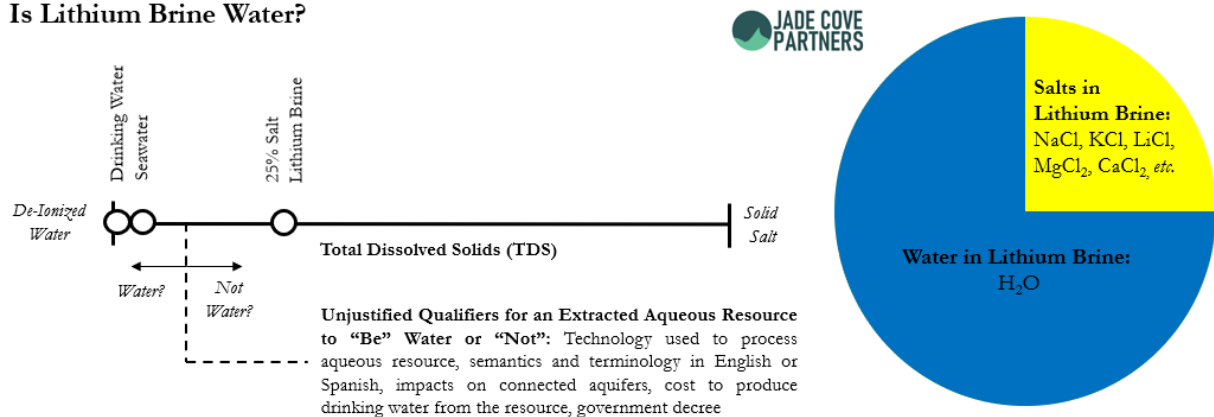 Is Lithium Brine Water?
JADE COVE
PARTNERS
Drinking Water
Seawater
25% Salt
Lithium Brine
De-Ionized
Water
Solid
Salt
Total Dissolved Solids (TDS)
Water?
Not
Water?
Unjustified Qualifiers for an Extracted Aqueous Resource
to “Be” Water or “Not”: Technology used to process
aqueous resource, semantics and terminology in English or
Spanish, impacts on connected aquifers, cost to produce
drinking water from the resource, government decree
Salts in
Lithium Brine:
NaCl, KCl, LiCl,
MgCl₂, CaCl₂, etc.
Water in Lithium Brine:
H₂O